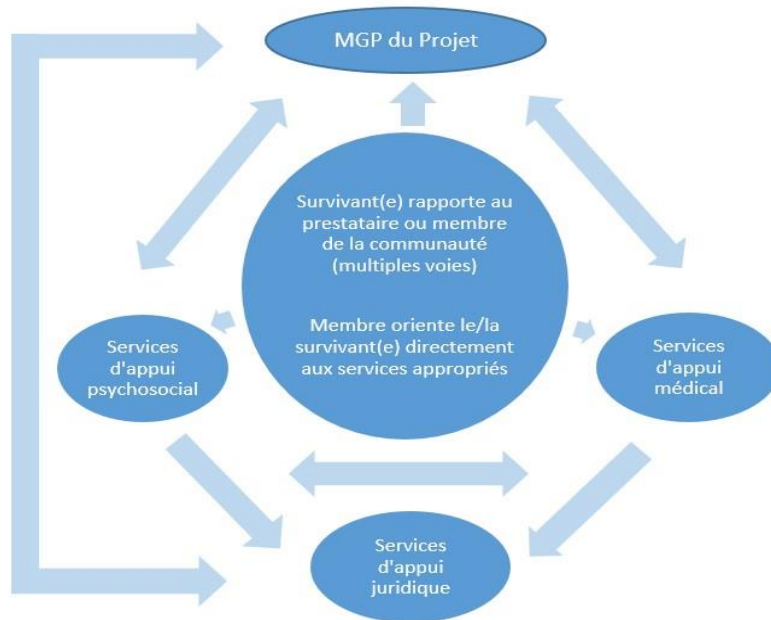 MGP du Projet
Survivant(e) rapporte au
prestataire ou membre
de la communauté
(multiples voies)
Membre oriente le/la
survivant(e) directement
aux services appropriés
Services
d'appui
psychosocial
Services
d'appui
médical
Services
d'appui
juridique